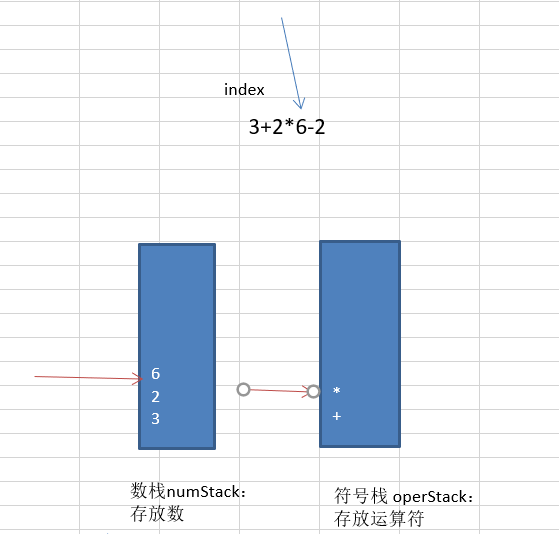 index
3+2*6-2
6
2
3
*
+
数栈numStack：
存放数
符号栈 operStack：
存放运算符